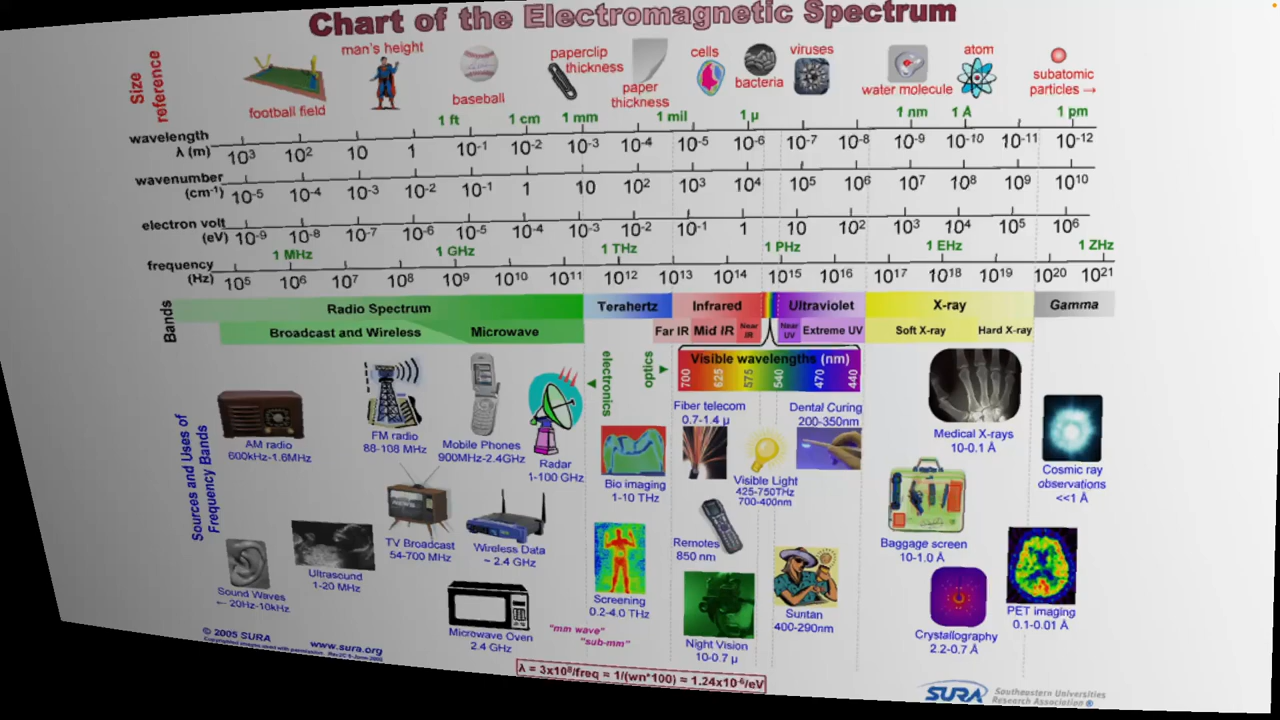 Chart of the Electromagnetic Spectrum
Size reference
football field
man's height
baseball
paperclip thickness
paper thickness
cells
bacteria
viruses
water molecule
atom
subatomic particles →
1 ft 1 cm 1 mm 1 mil 1 µ 1 nm 1 Å 1 pm
wavelength λ (m)
10³ 10² 10 1 10⁻¹ 10⁻² 10⁻³ 10⁻⁴ 10⁻⁵ 10⁻⁶ 10⁻⁷ 10⁻⁸ 10⁻⁹ 10⁻¹⁰ 10⁻¹¹ 10⁻¹²
wavenumber (cm⁻¹)
10⁻⁵ 10⁻⁴ 10⁻³ 10⁻² 10⁻¹ 1 10 10² 10³ 10⁴ 10⁵ 10⁶ 10⁷ 10⁸ 10⁹ 10¹⁰
electron volt (eV)
10⁻⁹ 10⁻⁸ 10⁻⁷ 10⁻⁶ 10⁻⁵ 10⁻⁴ 10⁻³ 10⁻² 10⁻¹ 1 10 10² 10³ 10⁴ 10⁵ 10⁶
1 MHz 1 GHz 1 THz 1 PHz 1 EHz 1 ZHz
frequency (Hz)
10⁵ 10⁶ 10⁷ 10⁸ 10⁹ 10¹⁰ 10¹¹ 10¹² 10¹³ 10¹⁴ 10¹⁵ 10¹⁶ 10¹⁷ 10¹⁸ 10¹⁹ 10²⁰ 10²¹
Bands
Radio Spectrum Terahertz Infrared Ultraviolet X-ray Gamma
Broadcast and Wireless Microwave Far IR Mid IR Near IR Near UV Extreme UV Soft X-ray Hard X-ray
electronics
optics
Visible wavelengths (nm)
700 625 575 540 470 440
Sources and Uses of Frequency Bands
AM radio
600kHz-1.6MHz
FM radio
88-108 MHz
Mobile Phones
900MHz-2.4GHz
Radar
1-100 GHz
Bio imaging
1-10 THz
Fiber telecom
0.7-1.4 µ
Visible Light
425-750THz
700-400nm
Dental Curing
200-350nm
Medical X-rays
10-0.1 Å
Cosmic ray
observations
<<1 Å
Sound Waves
← 20Hz-10kHz
Ultrasound
1-20 MHz
TV Broadcast
54-700 MHz
Wireless Data
~ 2.4 GHz
Microwave Oven
2.4 GHz
Screening
0.2-4.0 THz
"mm wave"
"sub-mm"
Remotes
850 nm
Night Vision
10-0.7 µ
Suntan
400-290nm
Baggage screen
10-1.0 Å
Crystallography
2.2-0.7 Å
PET imaging
0.1-0.01 Å
© 2005 SURA www.sura.org
Copyrighted images used with permission.
λ = 3x10⁸/freq = 1/(wn*100) = 1.24x10⁻⁶/eV
SURA Southeastern Universities
Research Association ®